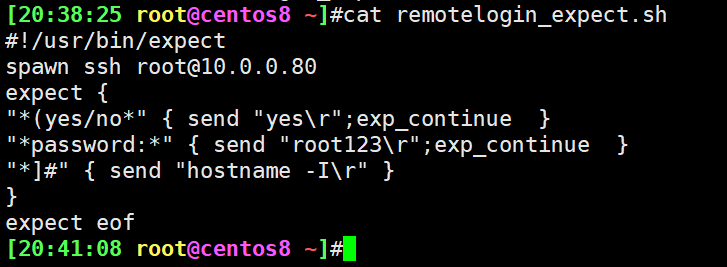 [20:38:25 root@centos8 ~]#cat remotelogin_expect.sh
#!/usr/bin/expect
spawn ssh root@10.0.0.80
expect {
"*(yes/no*" { send "yes\r";exp_continue  }
"*password:*" { send "root123\r";exp_continue  }
"*]#" { send "hostname -I\r" }
}
expect eof
[20:41:08 root@centos8 ~]#